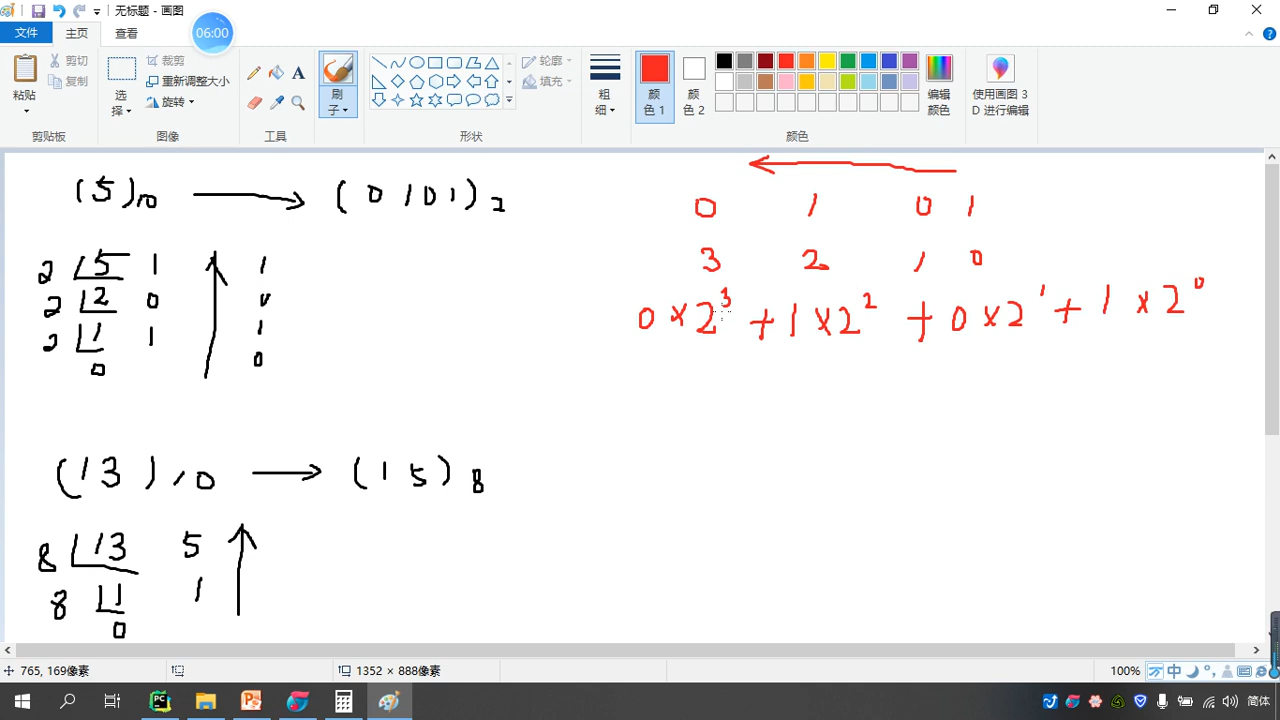 无标题 - 画图
06:00
文件 主页 查看
粘贴
剪切
复制
剪贴板
选择
裁剪
重新调整大小
旋转
图像
工具
刷子
轮廓
填充
形状
粗细
颜色 1
颜色 2
编辑颜色
使用画图 3D 进行编辑
颜色
(5)10 → (0101)2
2 5 1 1
2 2 0 0
2 1 1 1
0 0
0 1 0 1
3 2 1 0
0×2³ + 1×2² + 0×2¹ + 1×2⁰
(13)10 → (15)8
8 13 5
8 1 1
0
765, 169像素
1352 × 888像素
100%
中
简体